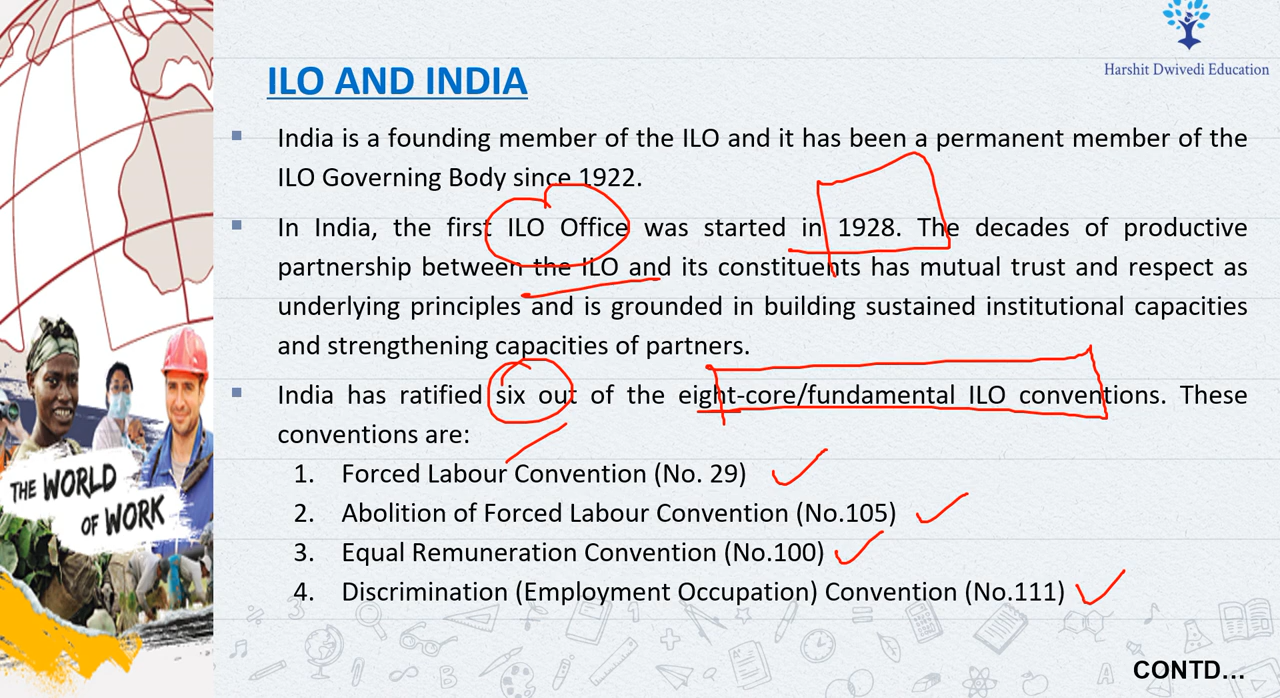 Harshit Dwivedi Education
ILO AND INDIA
India is a founding member of the ILO and it has been a permanent member of the
ILO Governing Body since 1922.
In India, the first ILO Office was started in 1928. The decades of productive
partnership between the ILO and its constituents has mutual trust and respect as
underlying principles and is grounded in building sustained institutional capacities
and strengthening capacities of partners.
India has ratified six out of the eight-core/fundamental ILO conventions. These
conventions are:
1. Forced Labour Convention (No. 29)
2. Abolition of Forced Labour Convention (No.105)
3. Equal Remuneration Convention (No.100)
4. Discrimination (Employment Occupation) Convention (No.111)
CONTD...
THE WORLD
OF WORK